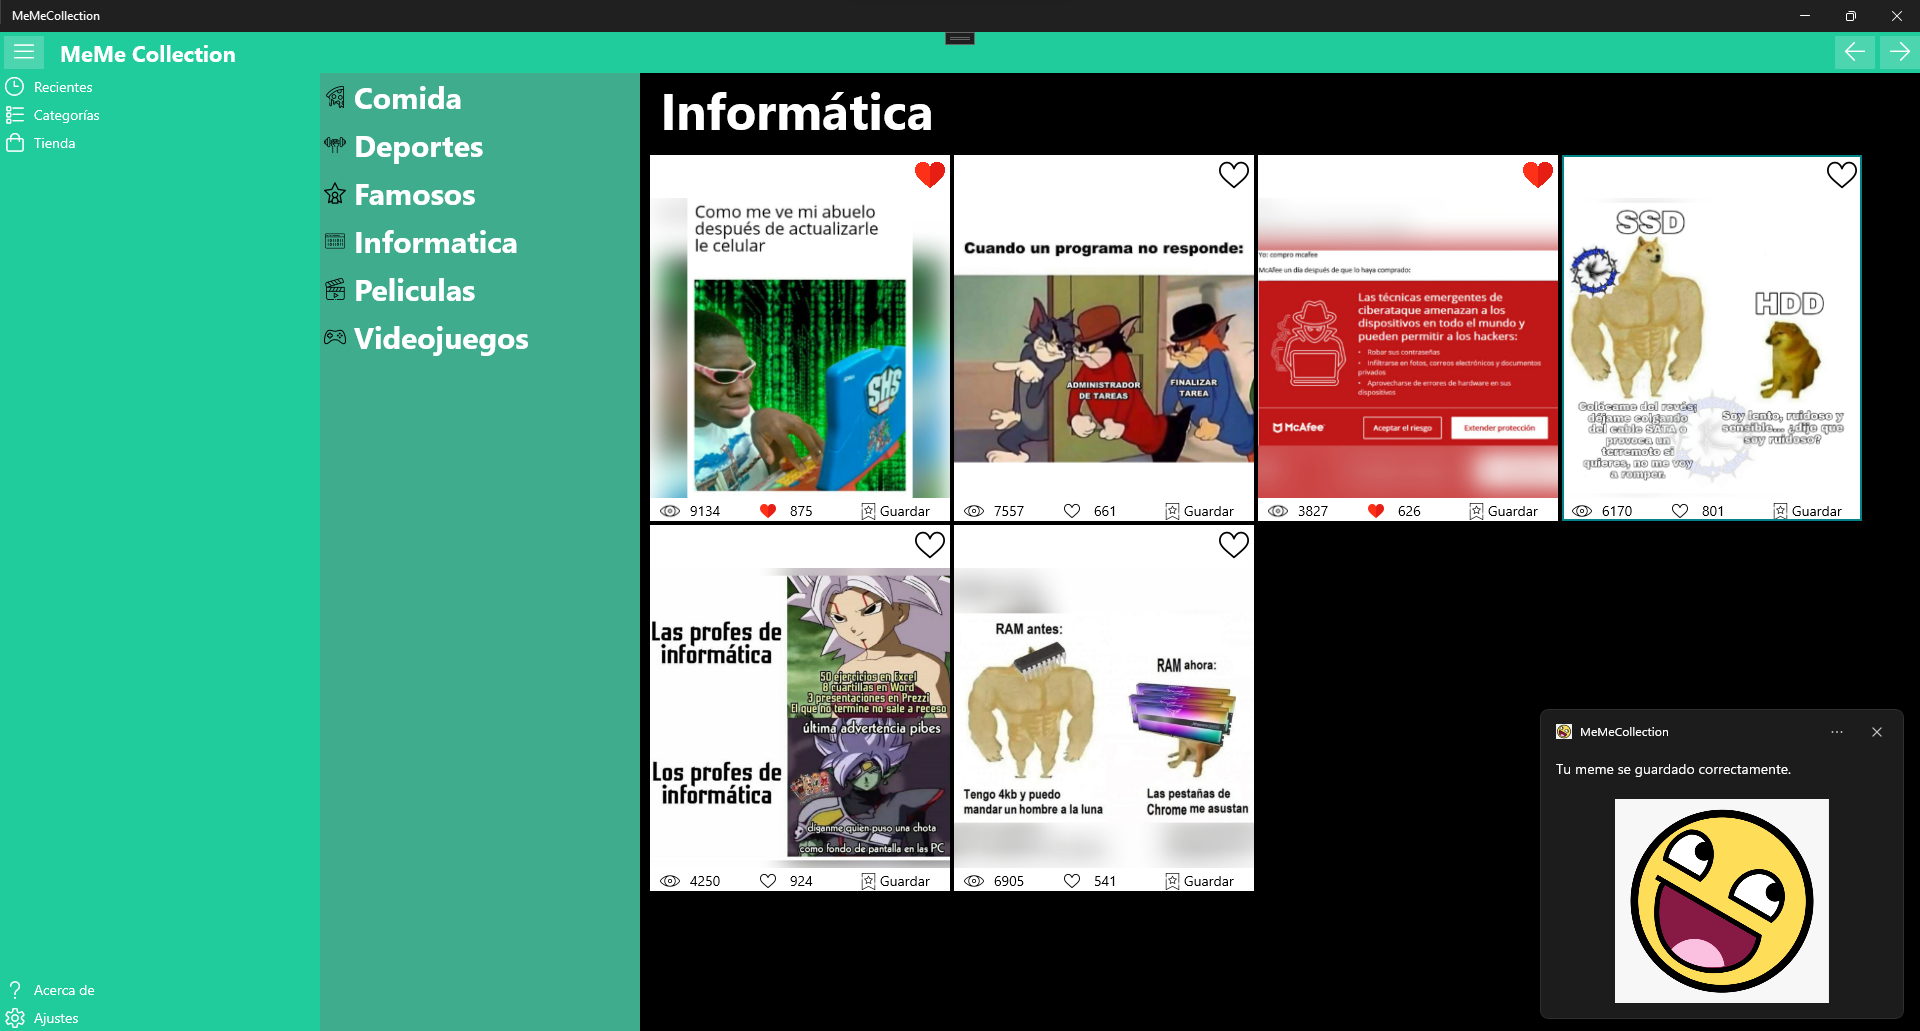 MeMeCollection
MeMe Collection
Recientes
Categorías
Tienda
Comida
Deportes
Famosos
Informatica
Peliculas
Videojuegos
Informática
Como me ve mi abuelo
después de actualizarle
le celular
SHS
9134 875 Guardar
Cuando un programa no responde:
ADMINISTRADOR
DE TAREAS
FINALIZAR
TAREA
7557 661 Guardar
Yo: compro mcafee
McAfee un día después de que lo haya comprado:
Las técnicas emergentes de
ciberataque amenazan a los
dispositivos en todo el mundo y
pueden permitir a los hackers:
• Robar sus contraseñas
• Infiltrarse en fotos, correos electrónicos y documentos
privados
• Aprovecharse de errores de hardware en sus
dispositivos
McAfee
Aceptar el riesgo
Extender protección
3827 626 Guardar
SSD
HDD
Colócame del revés;
déjame colgando
del cable SATA o
provoca un
terremoto si
quieres, no me voy
a romper.
Soy lento, ruidoso y
sensible... ¿dije que
soy ruidoso?
6170 801 Guardar
Las profes de
informática
50 ejercicios en Excel
8 cuartillas en Word
3 presentaciones en Prezzi
El que no termine no sale a receso
Los profes de
informática
última advertencia pibes
díganme quien puso una chota
como fondo de pantalla en las PC
4250 924 Guardar
RAM antes:
RAM ahora:
Tengo 4kb y puedo
mandar un hombre a la luna
Las pestañas de
Chrome me asustan
6905 541 Guardar
MeMeCollection
Tu meme se guardado correctamente.
Acerca de
Ajustes